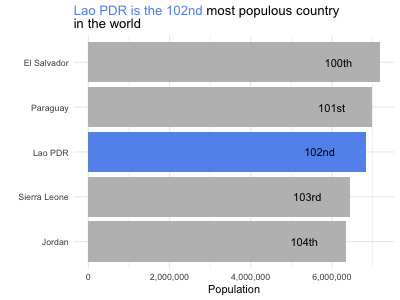 Lao PDR is the 102nd most populous country
in the world
El Salvador
100th
Paraguay
101st
Lao PDR
102nd
Sierra Leone
103rd
Jordan
104th
0 2,000,000 4,000,000 6,000,000
Population